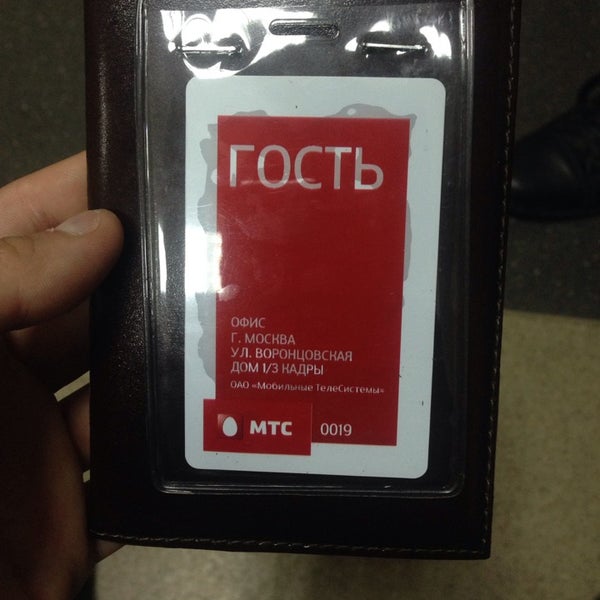 ГОСТЬ
ОФИС
Г. МОСКВА
УЛ. ВОРОНЦОВСКАЯ
ДОМ 1/3 КАДРЫ
ОАО «Мобильные ТелеСистемы»
МТС 0019